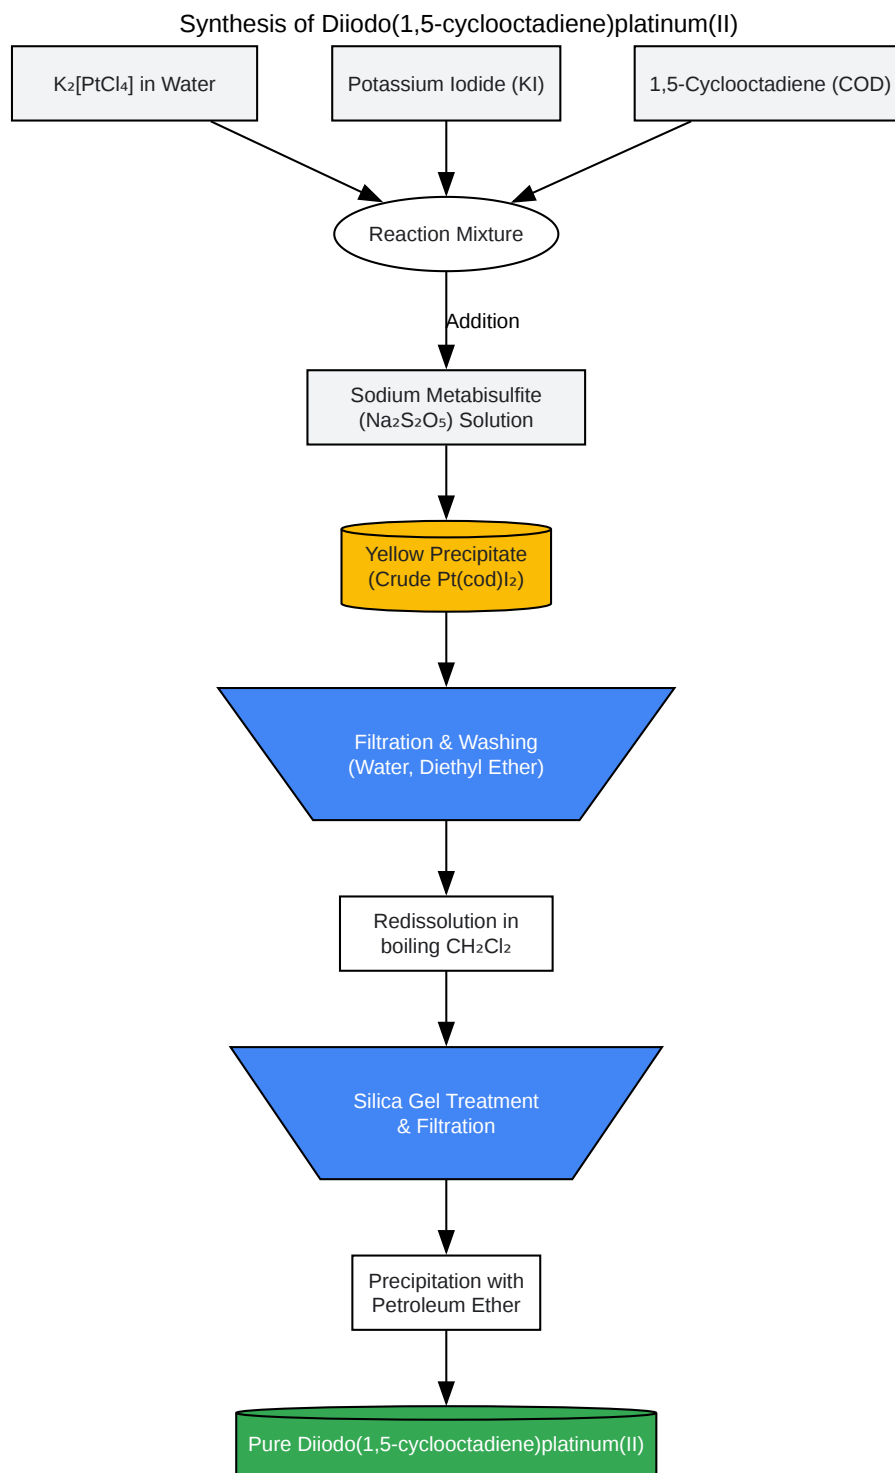 Synthesis of Diiodo(1,5-cyclooctadiene)platinum(II)
K₂[PtCl₄] in Water
Potassium Iodide (KI)
1,5-Cyclooctadiene (COD)
Reaction Mixture
Addition
Sodium Metabisulfite
(Na₂S₂O₅) Solution
Yellow Precipitate
(Crude Pt(cod)I₂)
Filtration & Washing
(Water, Diethyl Ether)
Redissolution in
boiling CH₂Cl₂
Silica Gel Treatment
& Filtration
Precipitation with
Petroleum Ether
Pure Diiodo(1,5-cyclooctadiene)platinum(II)